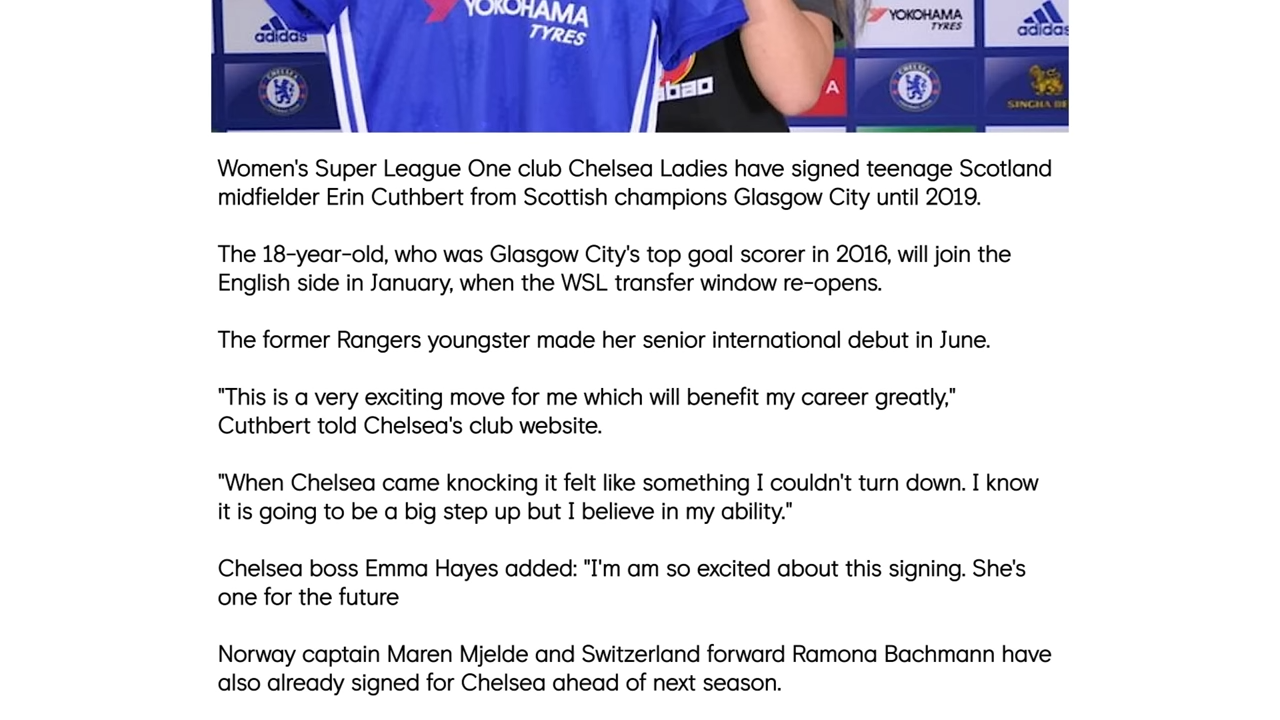 YOKOHAMA
TYRES
adidas
YOKOHAMA
TYRES
adidas
CHELSEA
abao
A
CHELSEA
SINGHA BE
Women's Super League One club Chelsea Ladies have signed teenage Scotland
midfielder Erin Cuthbert from Scottish champions Glasgow City until 2019.
The 18-year-old, who was Glasgow City's top goal scorer in 2016, will join the
English side in January, when the WSL transfer window re-opens.
The former Rangers youngster made her senior international debut in June.
"This is a very exciting move for me which will benefit my career greatly,"
Cuthbert told Chelsea's club website.
"When Chelsea came knocking it felt like something I couldn't turn down. I know
it is going to be a big step up but I believe in my ability."
Chelsea boss Emma Hayes added: "I'm am so excited about this signing. She's
one for the future
Norway captain Maren Mjelde and Switzerland forward Ramona Bachmann have
also already signed for Chelsea ahead of next season.